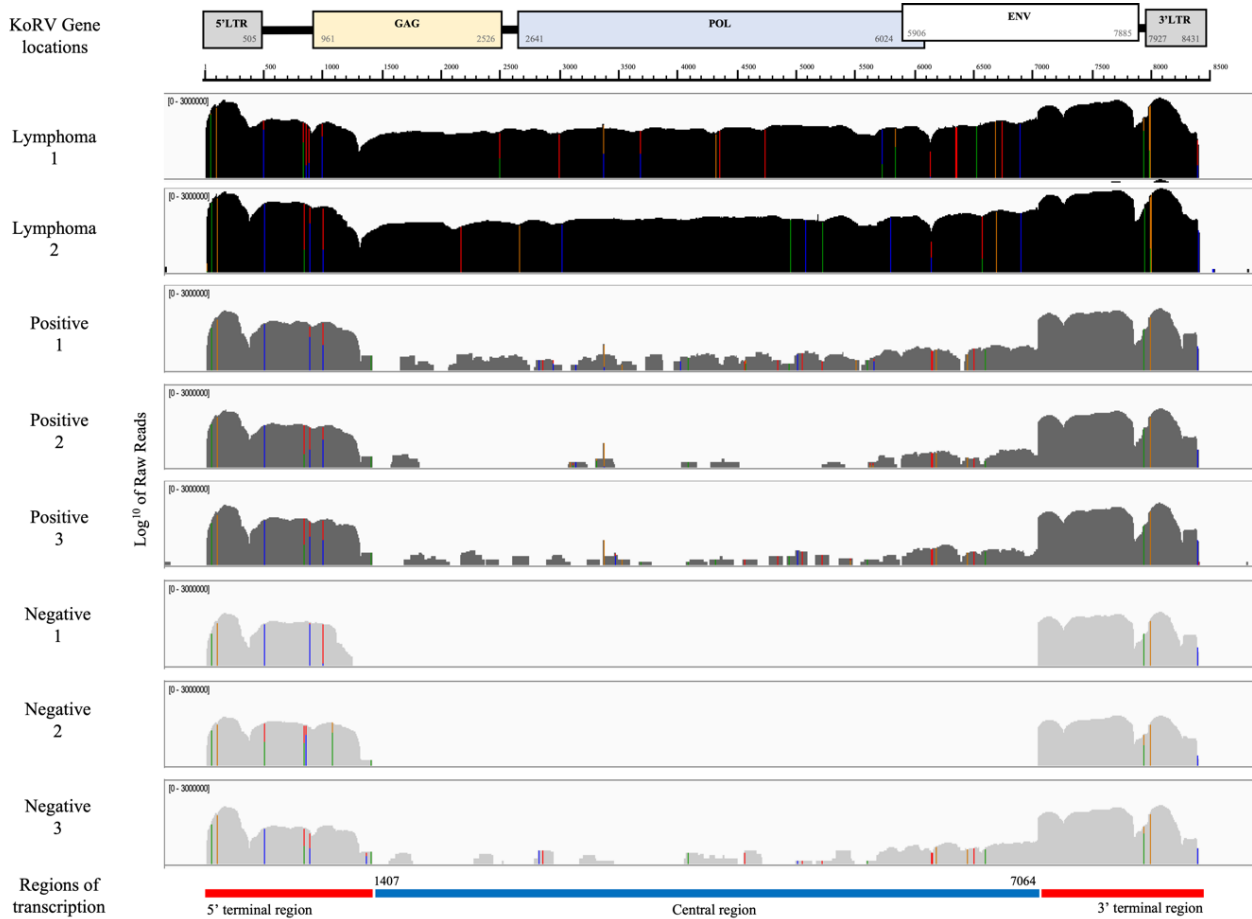 KoRV Gene
locations
5'LTR
505
GAG
961 2526
POL
2641 6024
ENV
5906 7885
3'LTR
7927 8431
1 500 1000 1500 2000 2500 3000 3500 4000 4500 5000 5500 6000 6500 7000 7500 8000 8500
Lymphoma
1
[0 - 3000000]
Lymphoma
2
[0 - 3000000]
Positive
1
[0 - 3000000]
Positive
2
[0 - 3000000]
Positive
3
[0 - 3000000]
Negative
1
[0 - 3000000]
Negative
2
[0 - 3000000]
Negative
3
[0 - 3000000]
Log¹⁰ of Raw Reads
Regions of
transcription
1407 7064
5' terminal region Central region 3' terminal region